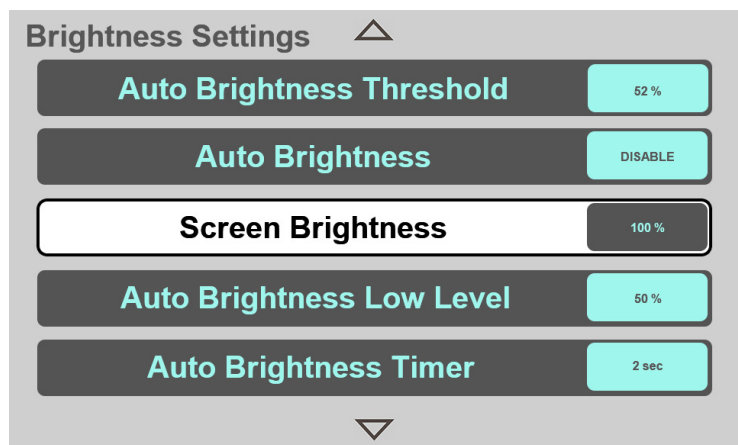 Brightness Settings
Auto Brightness Threshold 52 %
Auto Brightness DISABLE
Screen Brightness 100 %
Auto Brightness Low Level 50 %
Auto Brightness Timer 2 sec